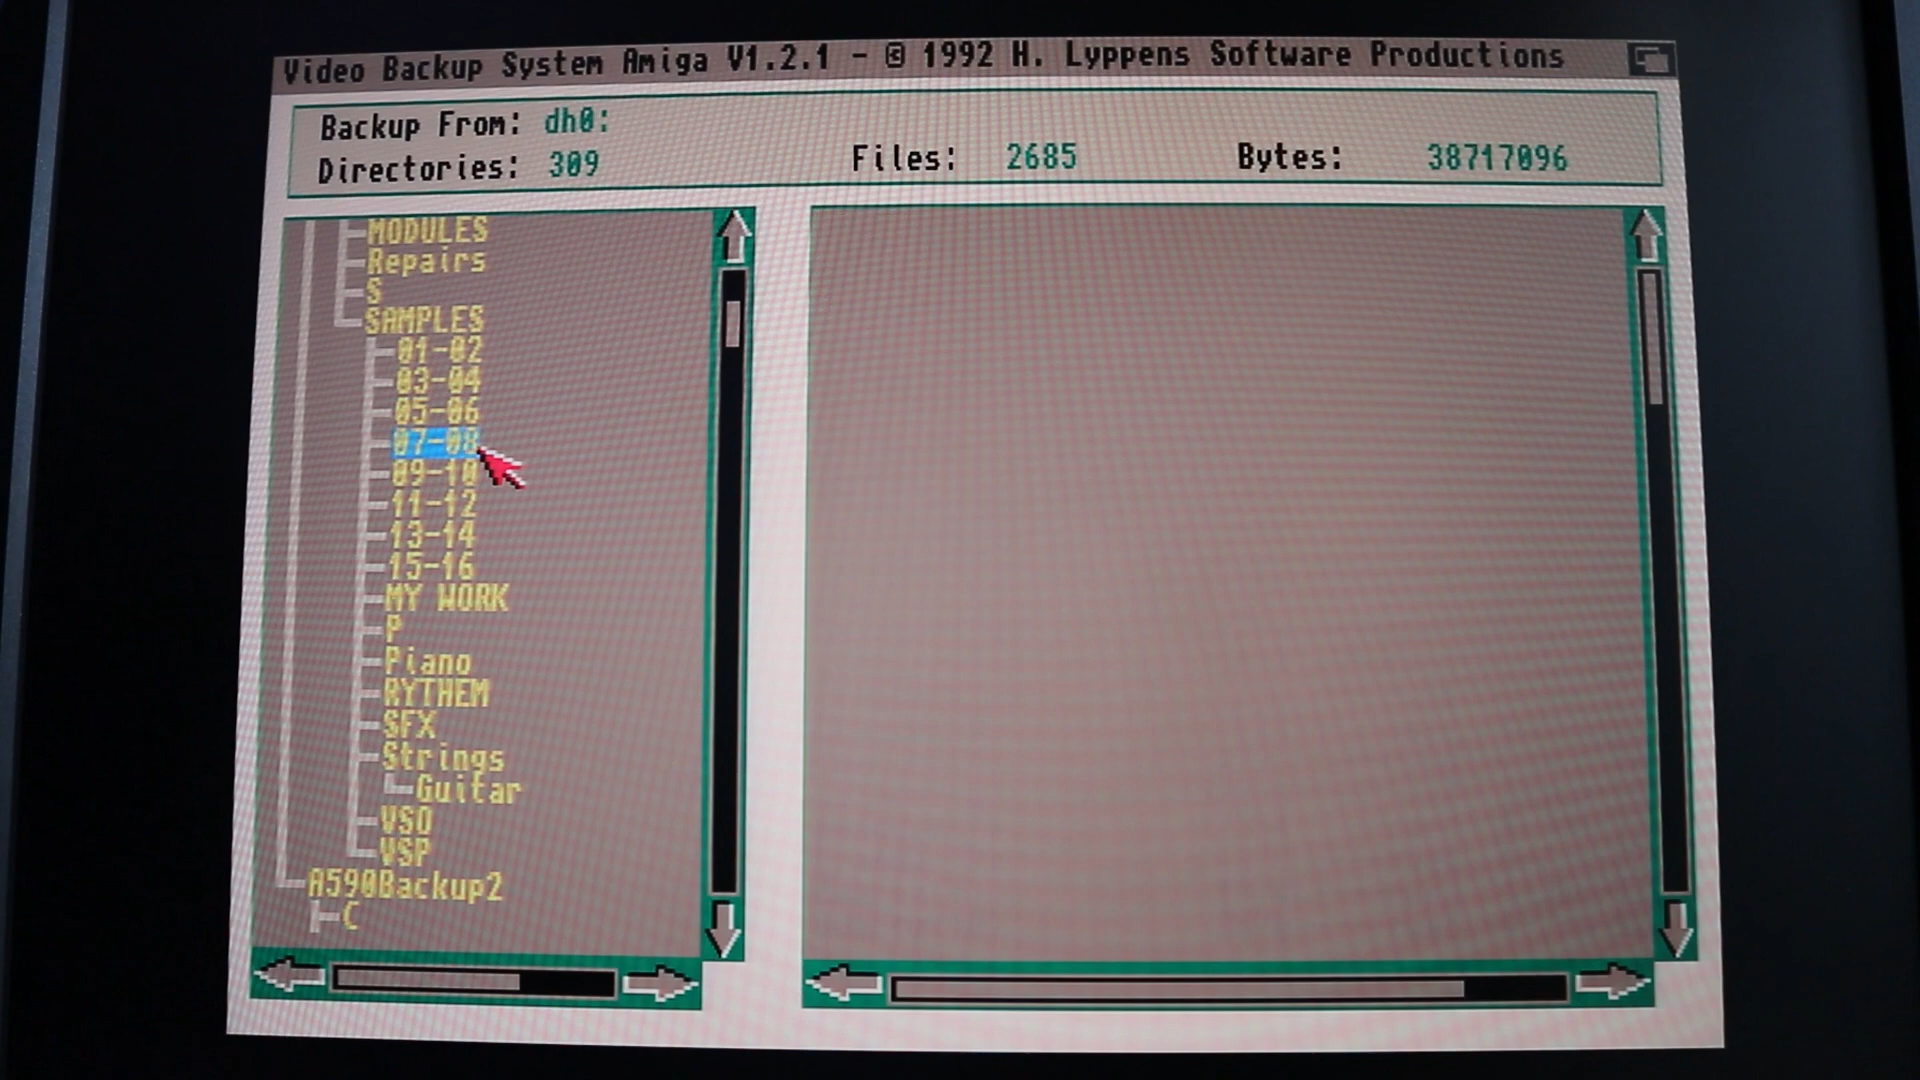 Video Backup System Amiga V1.2.1 - © 1992 H. Lyppens Software Productions
Backup From: dh0:
Directories: 309 Files: 2685 Bytes: 38717096
MODULES
Repairs
S
SAMPLES
01-02
03-04
05-06
07-08
09-10
11-12
13-14
15-16
MY WORK
P
Piano
RYTHEM
SFX
Strings
Guitar
VSO
VSP
A590Backup2
C